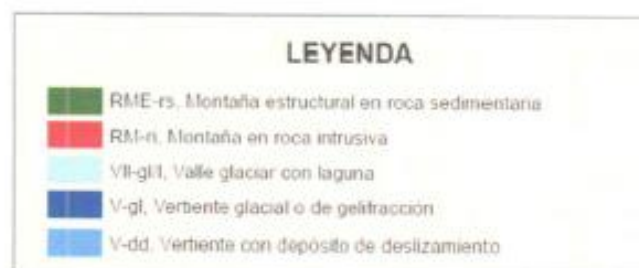 LEYENDA
RME-rs, Montaña estructural en roca sedimentaria
RM-ri, Montaña en roca intrusiva
Vll-gl/l, Valle glaciar con laguna
V-gl, Vertiente glacial o de gelifracción
V-dd, Vertiente con depósito de deslizamiento